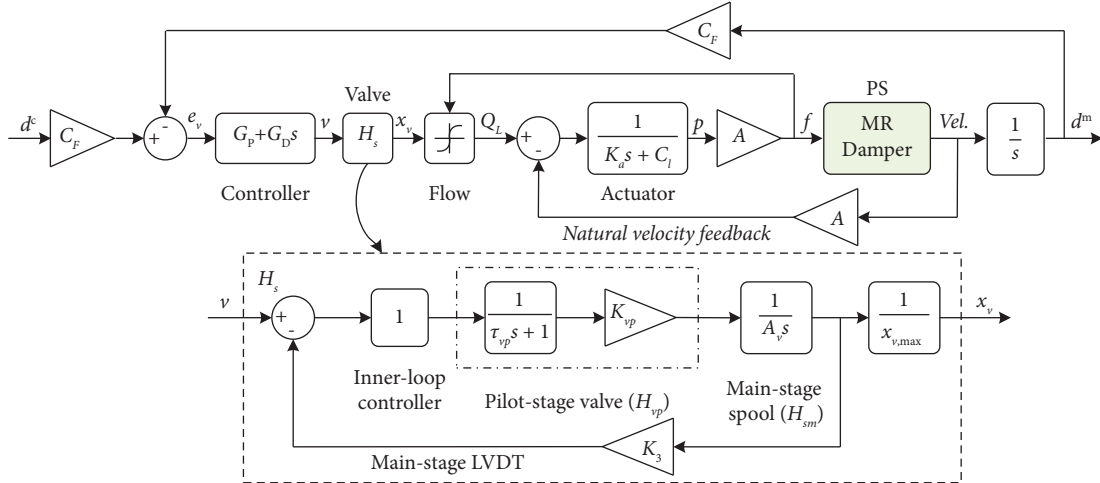 C_F
d^c
C_F
+
-
e_v
G_P+G_D s
v
Controller
Valve
H_s
x_v
Flow
Q_L
+
-
1
K_a s + C_l
Actuator
p
A
f
PS
MR
Damper
Vel.
1
s
d^m
A
Natural velocity feedback
v
H_s
+
-
1
Inner-loop
controller
1
τ_vp s + 1
K_vp
Pilot-stage valve (H_vp)
1
A_v s
Main-stage
spool (H_sm)
1
x_v,max
x_v
K_3
Main-stage LVDT